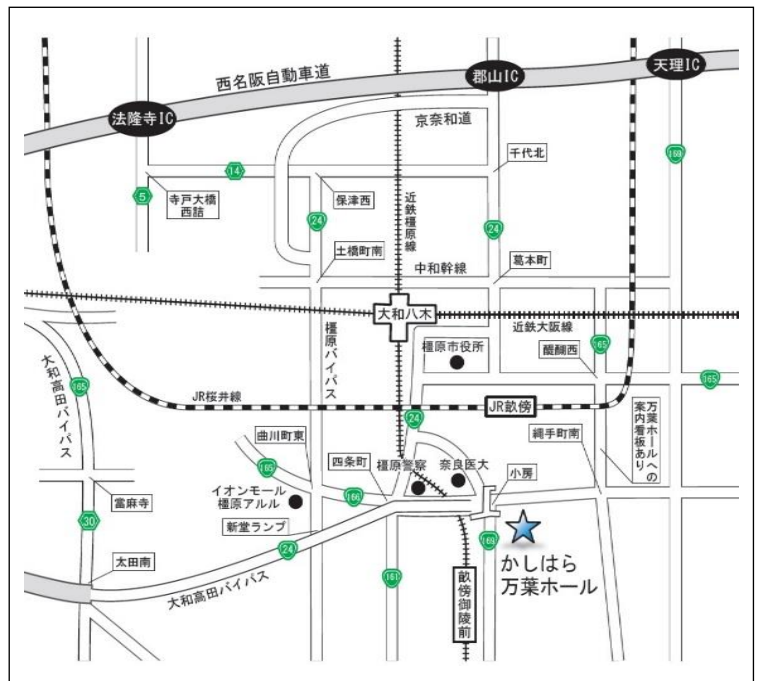 西名阪自動車道
郡山IC
天理IC
法隆寺IC
京奈和道
千代北
169
14
5
寺戸大橋
西詰
保津西
24
近鉄橿原線
24
土橋町南
中和幹線
葛本町
大和八木
近鉄大阪線
橿原バイパス
橿原市役所
醍醐西
165
165
大和高田バイパス
165
JR桜井線
JR畝傍
24
万葉ホールへの
案内看板あり
曲川町東
四条町
橿原警察
奈良医大
小房
縄手町南
165
166
イオンモール
橿原アルル
當麻寺
新堂ランプ
30
24
太田南
大和高田バイパス
161
畝傍御陵前
169
かしはら
万葉ホール